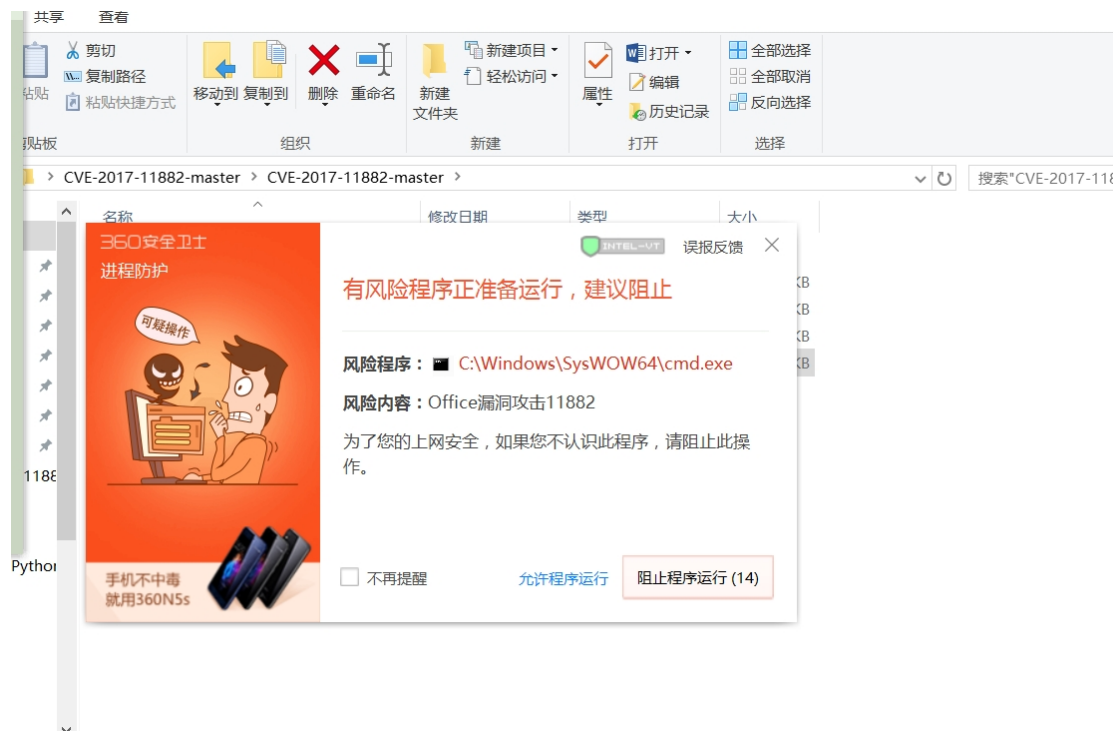 共享 查看
剪切
复制路径
粘贴快捷方式
移动到 复制到 删除 重命名
新建
文件夹
新建项目
轻松访问
属性
打开
编辑
历史记录
全部选择
全部取消
反向选择
组织 新建 打开 选择
CVE-2017-11882-master > CVE-2017-11882-master >
搜索"CVE-2017-118
名称 修改日期 类型 大小
360安全卫士
进程防护
可疑操作
手机不中毒
就用360N5s
INTEL-VT 误报反馈
有风险程序正准备运行，建议阻止
风险程序： C:\Windows\SysWOW64\cmd.exe
风险内容：Office漏洞攻击11882
为了您的上网安全，如果您不认识此程序，请阻止此操
作。
不再提醒 允许程序运行 阻止程序运行 (14)
KB
KB
KB
KB
1188
Python